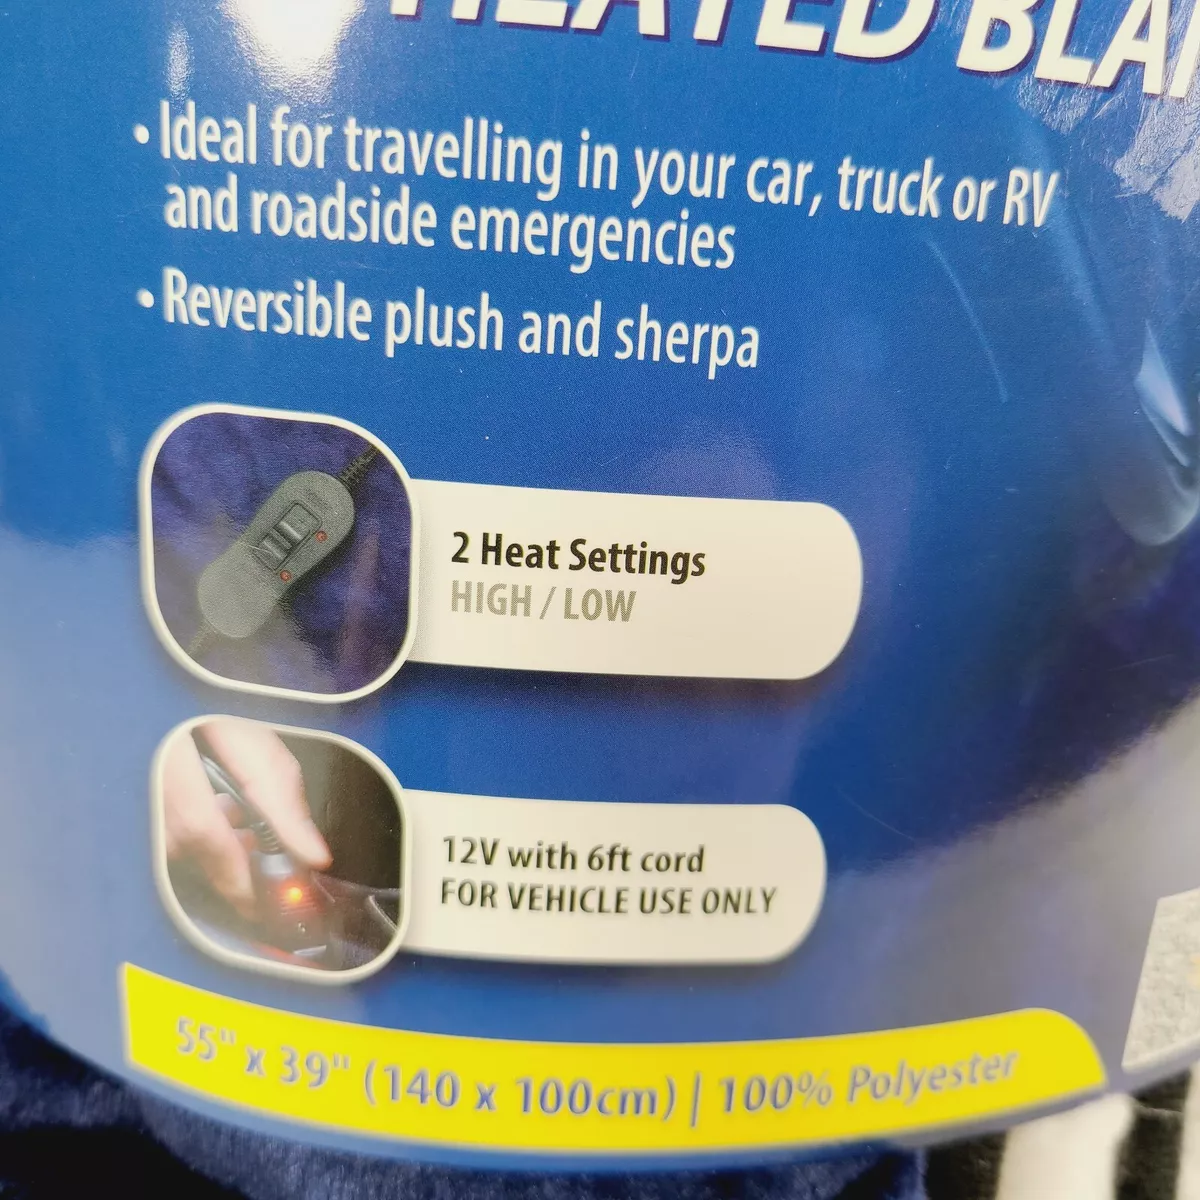 HEATED
• Ideal for travelling in your car, truck or RV
and roadside emergencies
• Reversible plush and sherpa
2 Heat Settings
HIGH / LOW
12V with 6ft cord
FOR VEHICLE USE ONLY
55" x 39" (140 x 100cm) | 100% Polyester